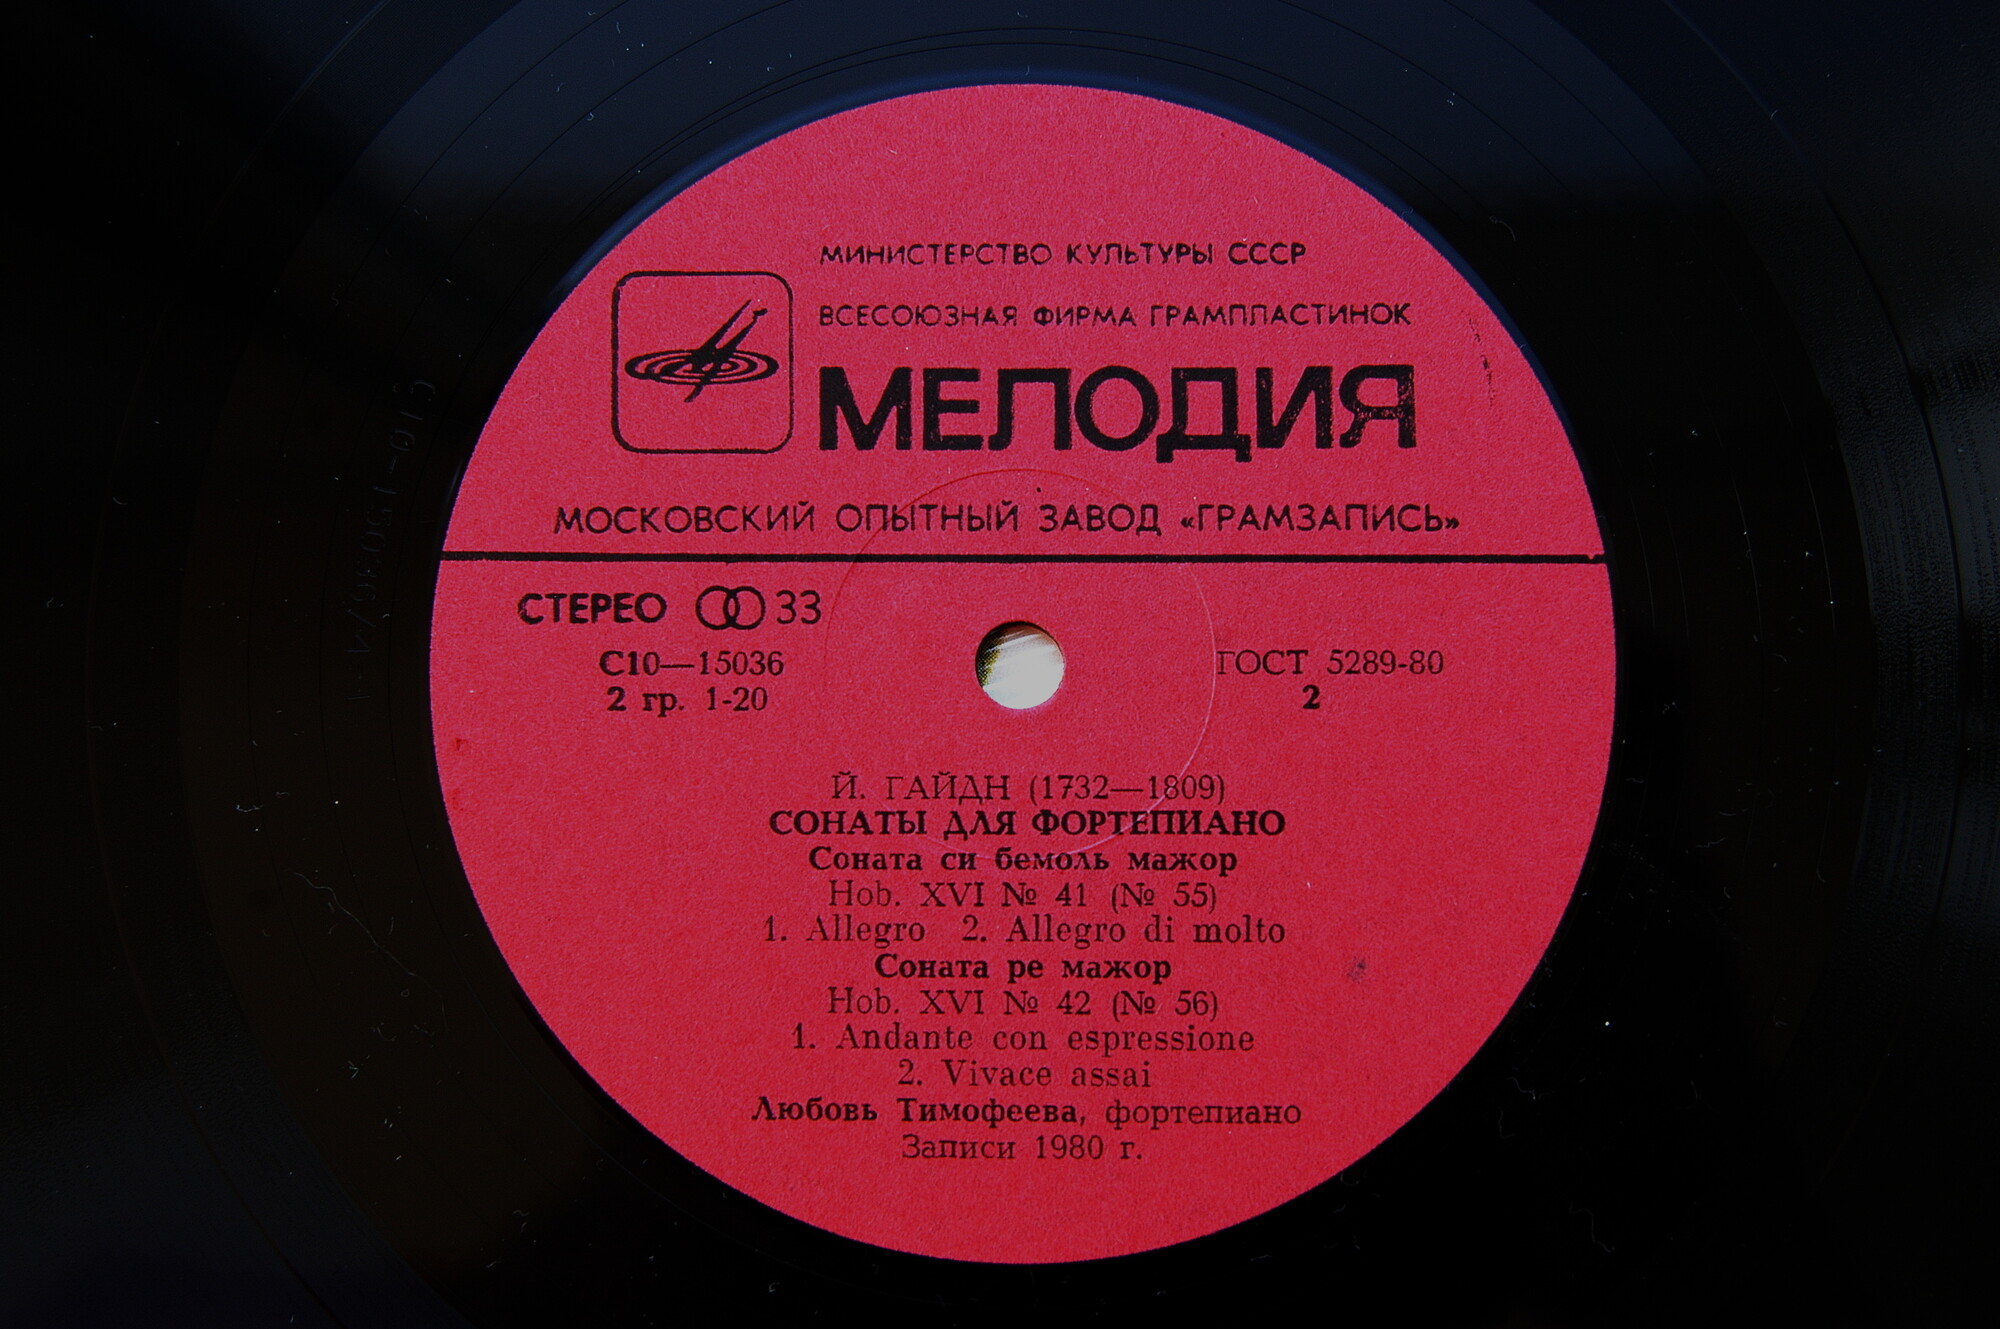 МИНИСТЕРСТВО КУЛЬТУРЫ СССР
ВСЕСОЮЗНАЯ ФИРМА ГРАМПЛАСТИНОК
МЕЛОДИЯ
МОСКОВСКИЙ ОПЫТНЫЙ ЗАВОД «ГРАМЗАПИСЬ»
СТЕРЕО 33
С10—15036
2 гр. 1-20
ГОСТ 5289-80
2
Й. ГАЙДН (1732—1809)
СОНАТЫ ДЛЯ ФОРТЕПИАНО
Соната си бемоль мажор
Hob. XVI № 41 (№ 55)
1. Allegro 2. Allegro di molto
Соната ре мажор
Hob. XVI № 42 (№ 56)
1. Andante con espressione
2. Vivace assai
Любовь Тимофеева, фортепиано
Записи 1980 г.